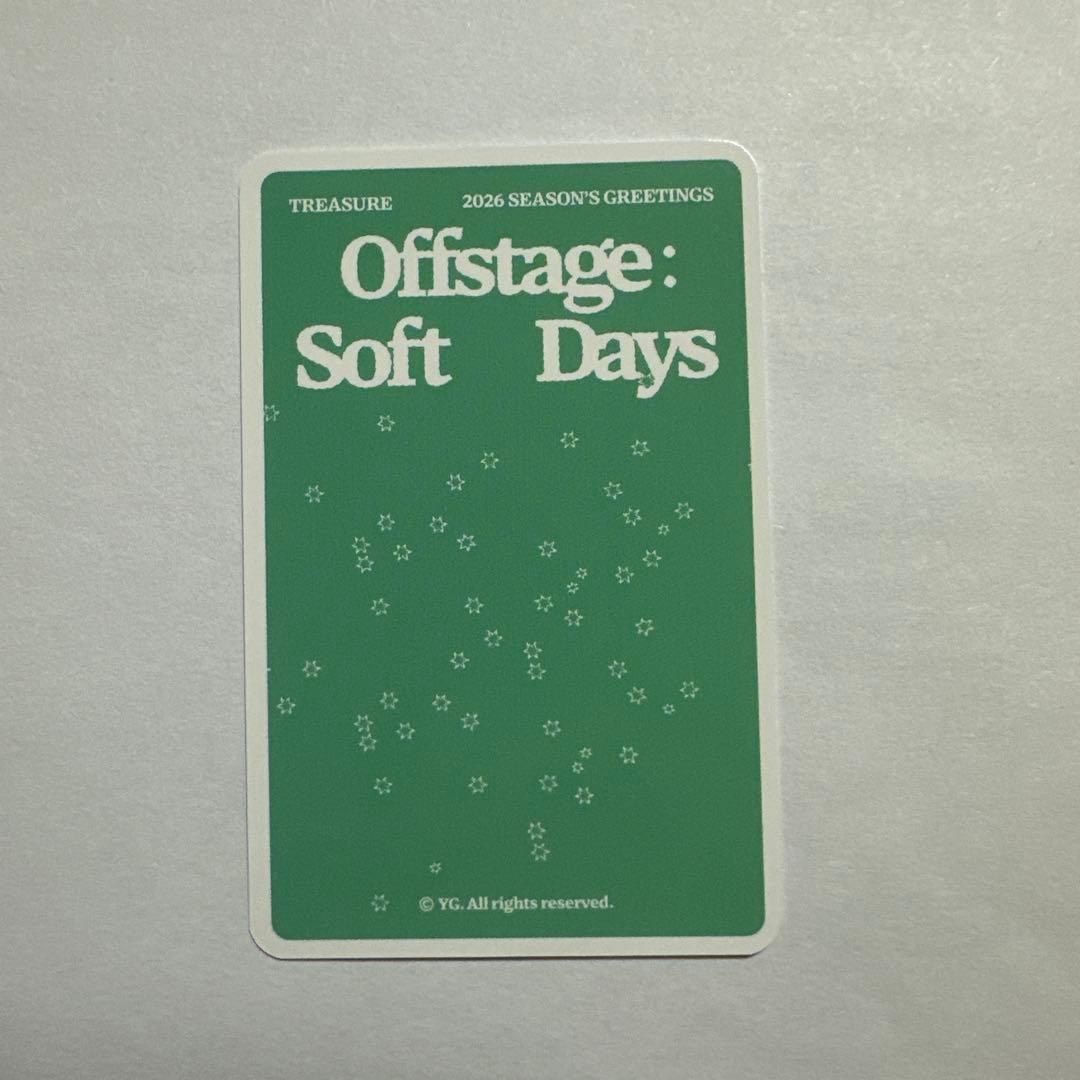 TREASURE 2026 SEASON'S GREETINGS
Offstage:
Soft Days
© YG. All rights reserved.